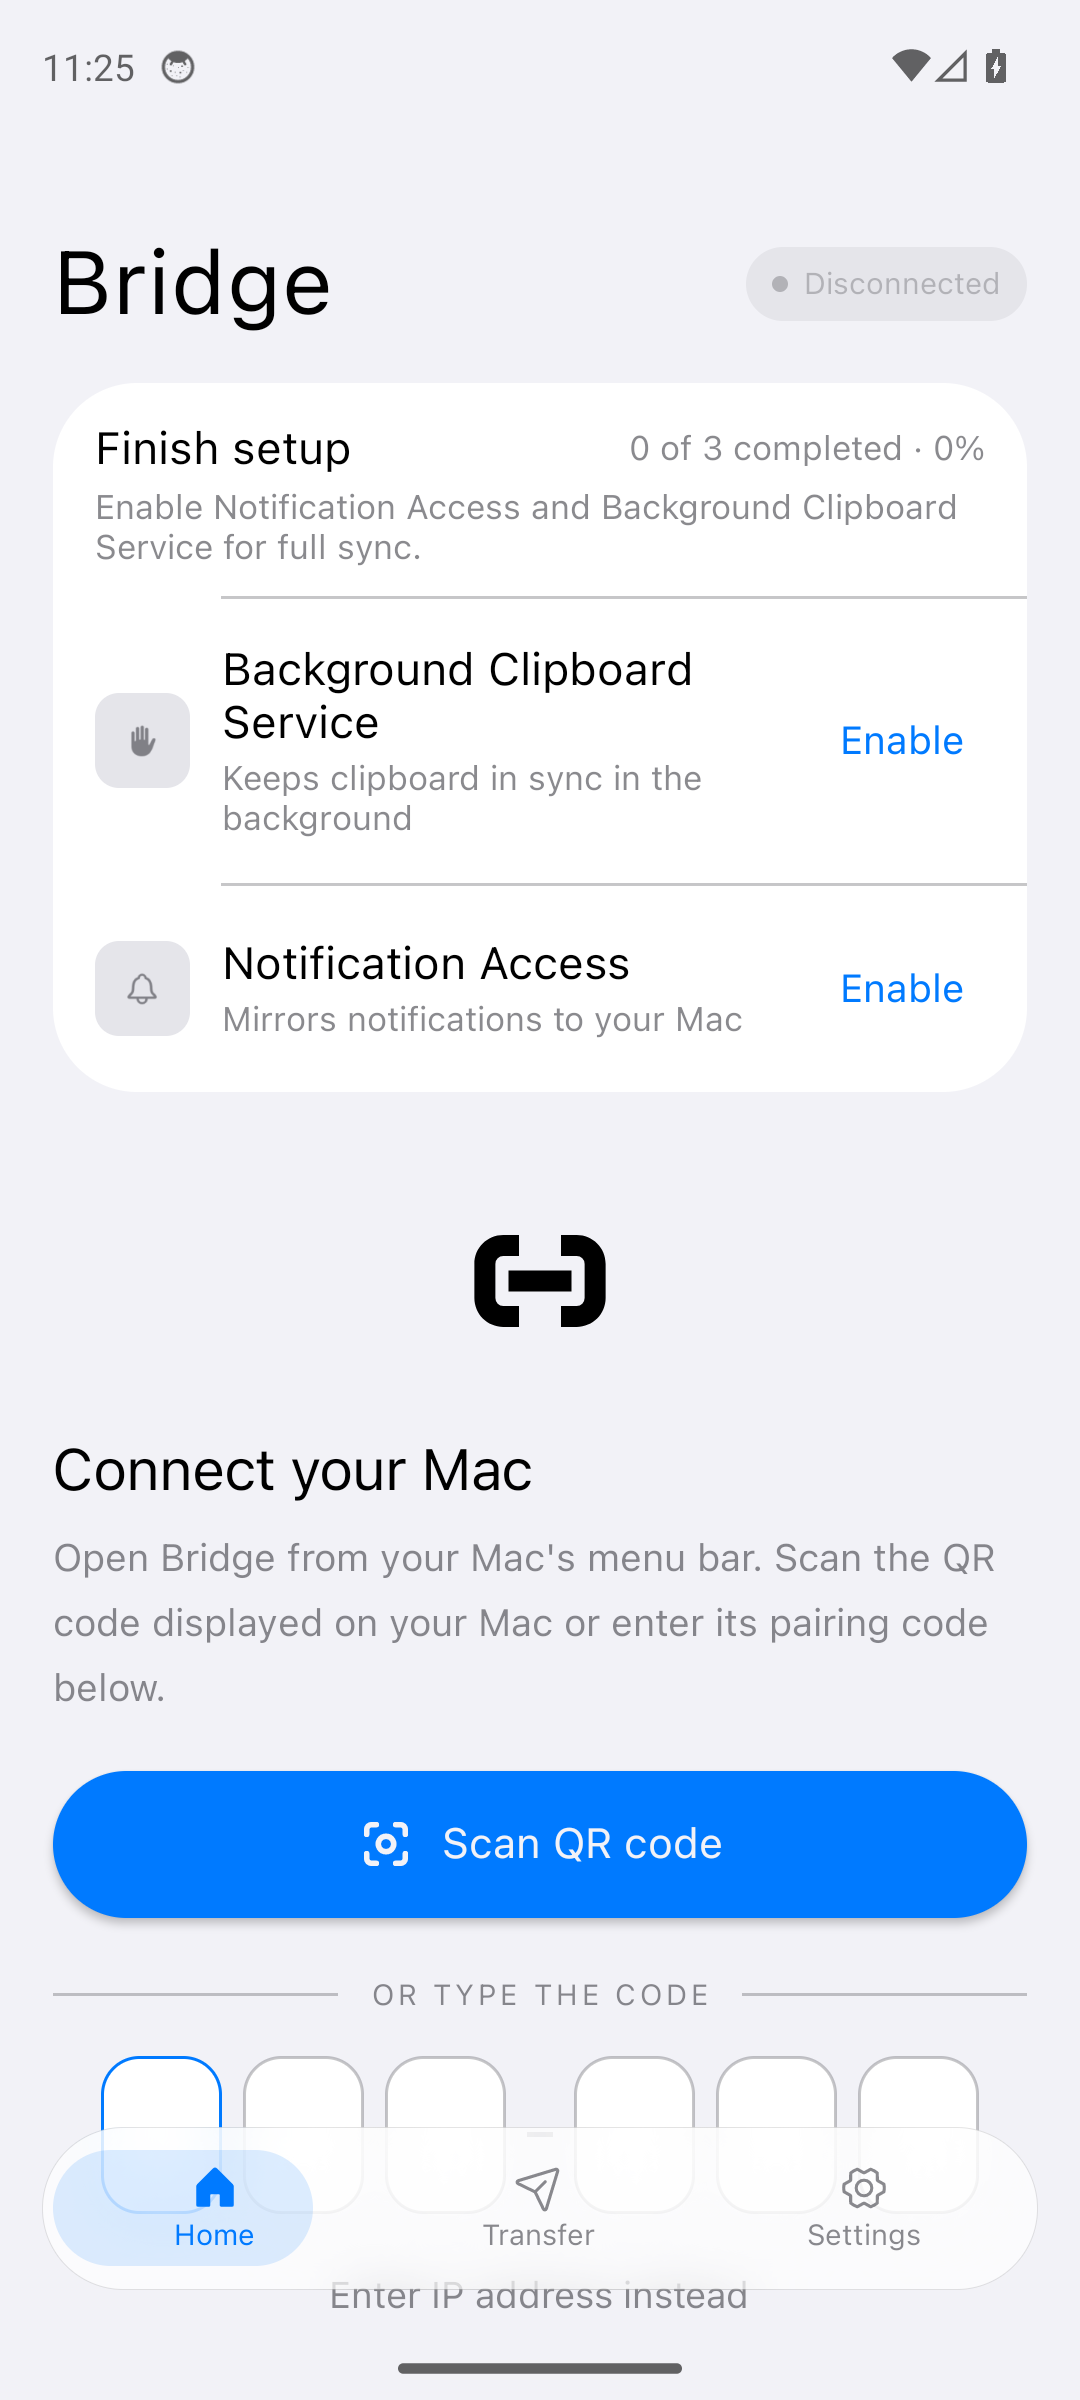 11:25
Bridge
Disconnected
Finish setup
0 of 3 completed · 0%
Enable Notification Access and Background Clipboard
Service for full sync.
Background Clipboard
Service
Keeps clipboard in sync in the
background
Enable
Notification Access
Mirrors notifications to your Mac
Enable
Connect your Mac
Open Bridge from your Mac's menu bar. Scan the QR
code displayed on your Mac or enter its pairing code
below.
Scan QR code
OR TYPE THE CODE
Home
Transfer
Settings
Enter IP address instead